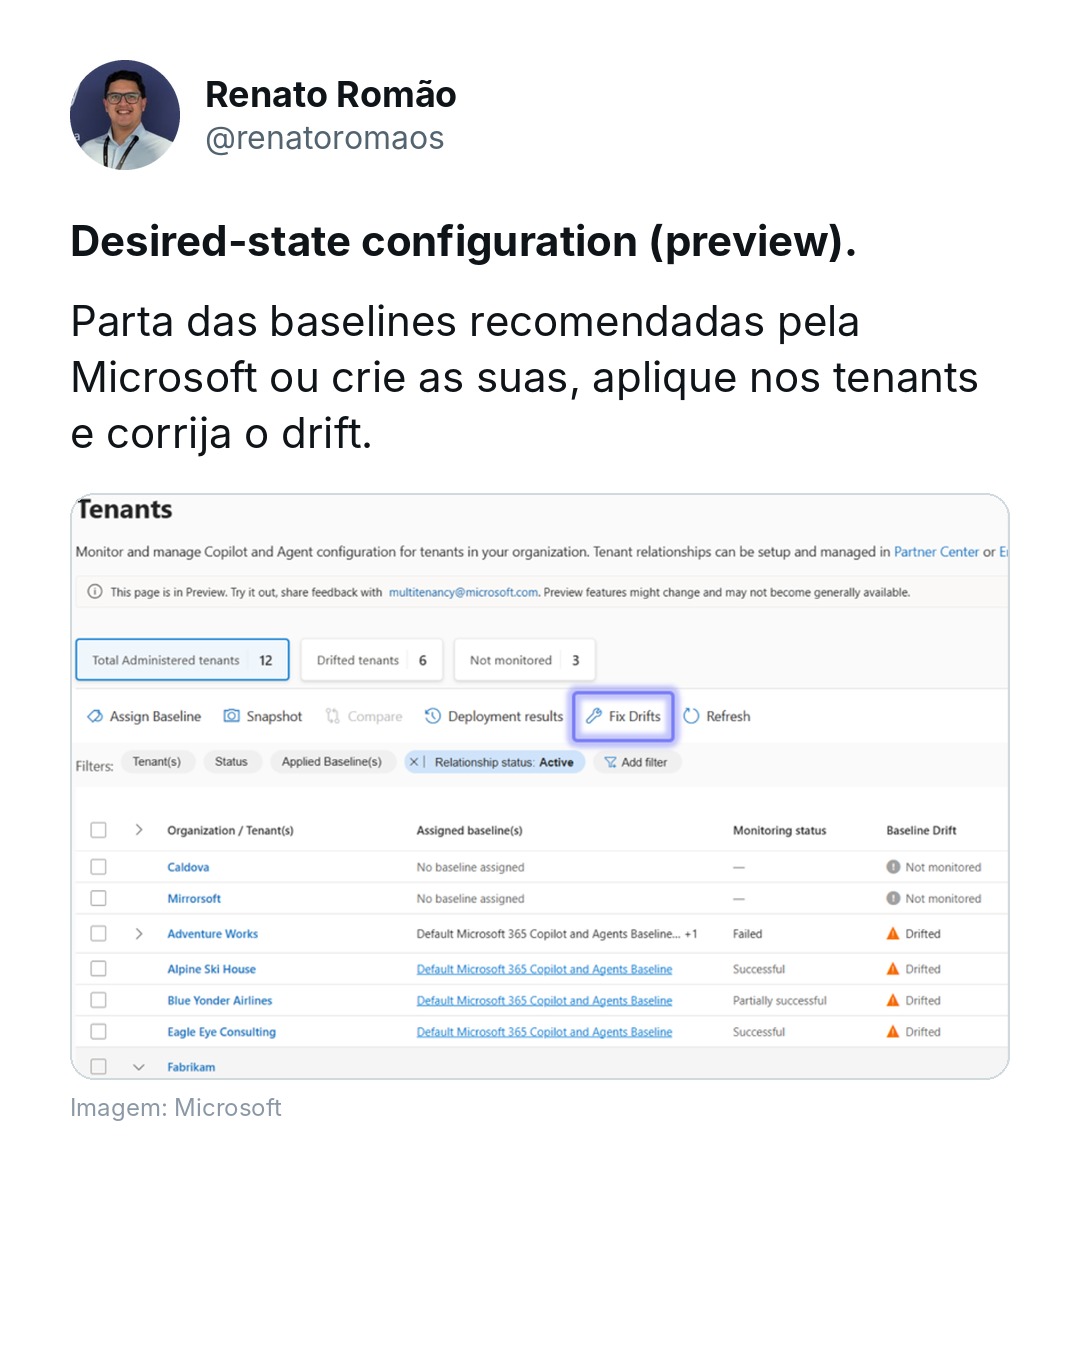 Renato Romão
@renatoromaos
Desired-state configuration (preview).
Parta das baselines recomendadas pela
Microsoft ou crie as suas, aplique nos tenants
e corrija o drift.
Tenants
Monitor and manage Copilot and Agent configuration for tenants in your organization. Tenant relationships can be setup and managed in Partner Center or
This page is in Preview. Try it out, share feedback with multitenancy@microsoft.com. Preview features might change and may not become generally available.
Total Administered tenants 12 Drifted tenants 6 Not monitored 3
Assign Baseline Snapshot Compare Deployment results Fix Drifts Refresh
Filters: Tenant(s) Status Applied Baseline(s) Relationship status: Active Add filter
Organization / Tenant(s) Assigned baseline(s) Monitoring status Baseline Drift
Caldova No baseline assigned — Not monitored
Mirrorsoft No baseline assigned — Not monitored
Adventure Works Default Microsoft 365 Copilot and Agents Baseline... +1 Failed Drifted
Alpine Ski House Default Microsoft 365 Copilot and Agents Baseline Successful Drifted
Blue Yonder Airlines Default Microsoft 365 Copilot and Agents Baseline Partially successful Drifted
Eagle Eye Consulting Default Microsoft 365 Copilot and Agents Baseline Successful Drifted
Fabrikam
Imagem: Microsoft